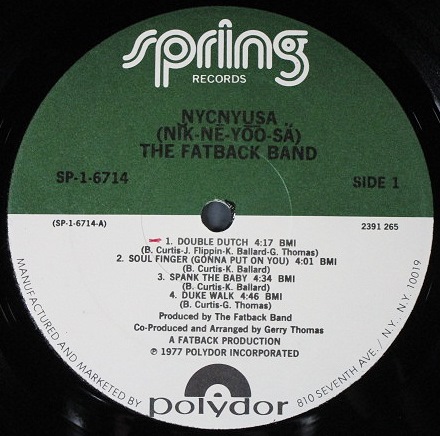 spring
RECORDS
NYCNYUSA
(NĬK-NĒ-YOO-SÄ)
THE FATBACK BAND
SP-1-6714
SIDE 1
(SP-1-6714-A)
2391 265
1. DOUBLE DUTCH 4:17 BMI
(B. Curtis-J. Flippin-K. Ballard-G. Thomas)
2. SOUL FINGER (GONNA PUT ON YOU) 4:01 BMI
(B. Curtis-K. Ballard)
3. SPANK THE BABY 4:34 BMI
(B. Curtis-K. Ballard)
4. DUKE WALK 4:46 BMI
(B. Curtis-G. Thomas)
Produced by The Fatback Band
Co-Produced and Arranged by Gerry Thomas
A FATBACK PRODUCTION
℗ 1977 POLYDOR INCORPORATED
MANUFACTURED AND MARKETED BY
polydor
810 SEVENTH AVE. / N.Y., N.Y. 10019